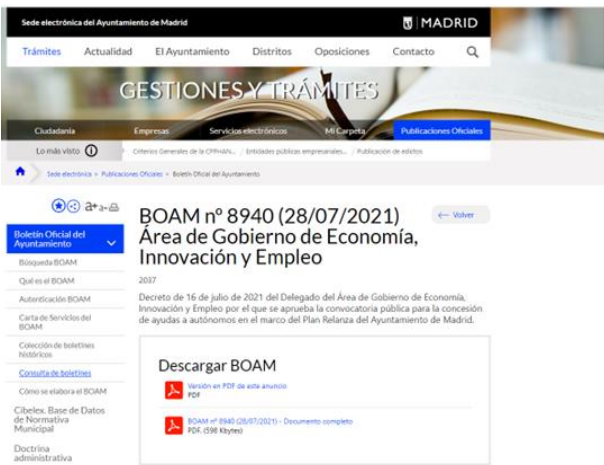 Sede electrónica del Ayuntamiento de Madrid
MADRID
Trámites Actualidad El Ayuntamiento Distritos Oposiciones Contacto
GESTIONES Y TRÁMITES
Ciudadanía Empresas Servicios electrónicos Mi Carpeta Publicaciones Oficiales
Lo más visto Criterios Generales de la CPPHAN... / Entidades públicas empresariales... / Publicación de edictos
Sede electrónica > Publicaciones Oficiales > Boletín Oficial del Ayuntamiento
a+ a-
Boletín Oficial del
Ayuntamiento
Búsqueda BOAM
Qué es el BOAM
Autenticación BOAM
Carta de Servicios del
BOAM
Colección de boletines
históricos
Consulta de boletines
Cómo se elabora el BOAM
Cibelex. Base de Datos
de Normativa
Municipal
Doctrina
administrativa
BOAM nº 8940 (28/07/2021)
Área de Gobierno de Economía,
Innovación y Empleo
Volver
2037
Decreto de 16 de julio de 2021 del Delegado del Área de Gobierno de Economía,
Innovación y Empleo por el que se aprueba la convocatoria pública para la concesión
de ayudas a autónomos en el marco del Plan Relanza del Ayuntamiento de Madrid.
Descargar BOAM
Versión en PDF de este anuncio
PDF
BOAM nº 8940 (28/07/2021) - Documento completo
PDF, (598 Kbytes)